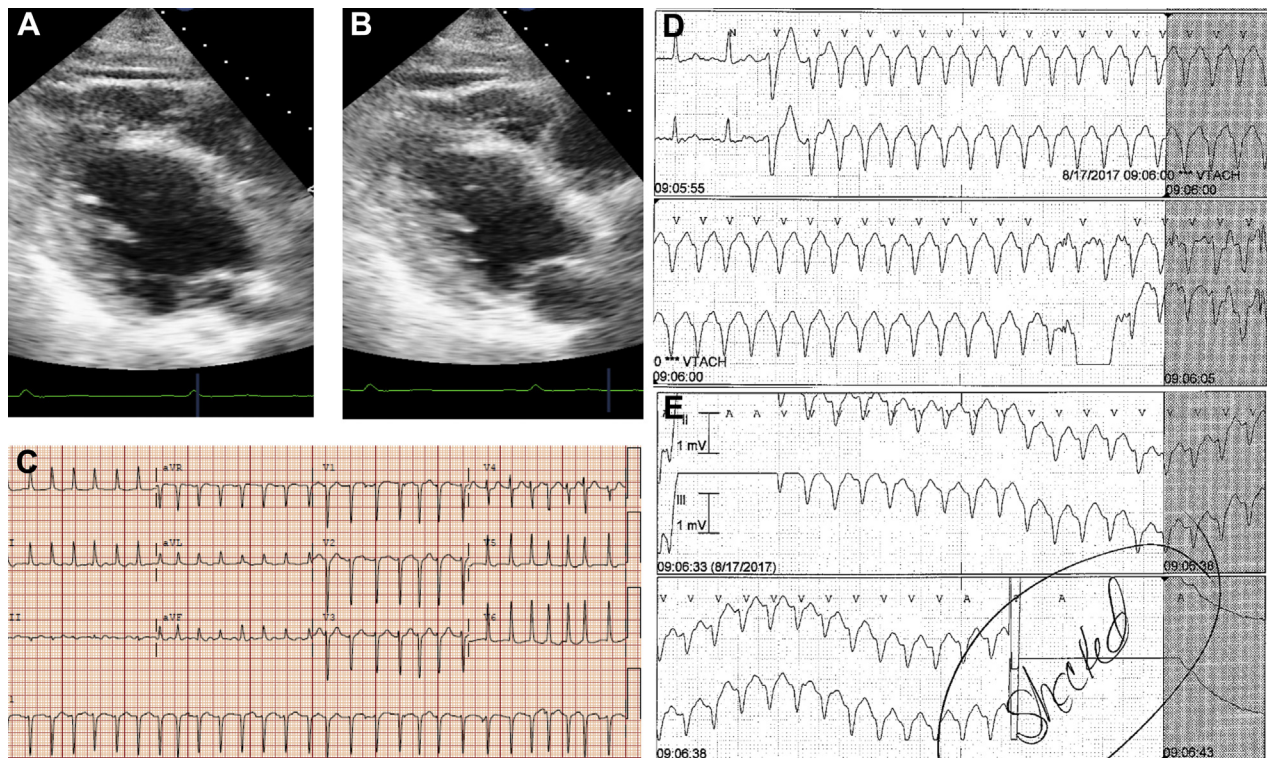 A
B
C
aVR
V1
V4
I
aVL
V2
V5
II
aVF
V3
V6
D
N V V V V V V V V V V V V V V V V V
8/17/2017 09:06:00 *** VTACH
09:05:55
09:06:00
V V V V V V V V V V V V V V V V V V V V
0 *** VTACH
09:06:00
09:06:05
E
A A V V V V V V V V V V V V V
II
1 mV
III
1 mV
09:06:33 (8/17/2017)
09:06:38
V V V V V V V V V V V A A A
Shocked
09:06:38
09:06:43